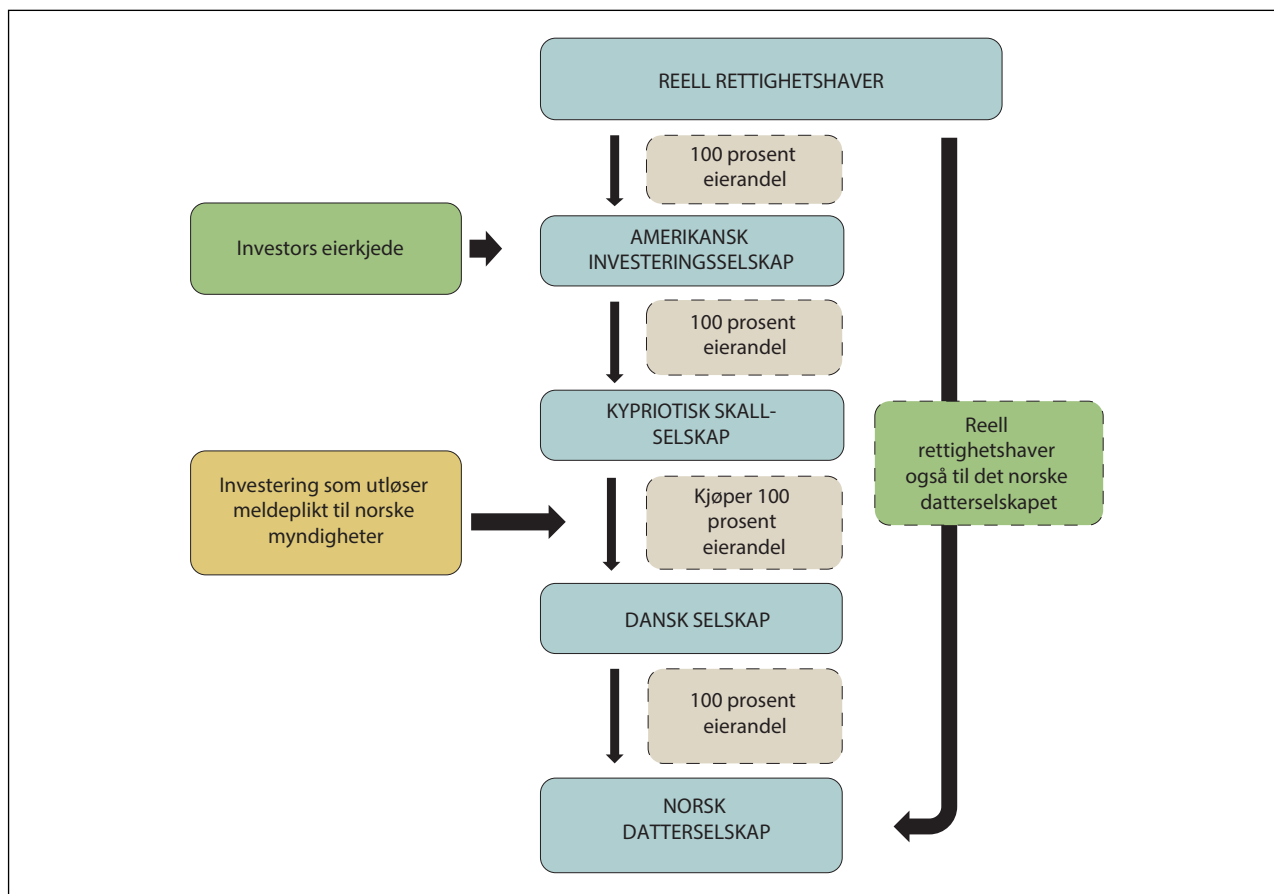 REELL RETTIGHETSHAVER
100 prosent
eierandel
Investors eierkjede
AMERIKANSK
INVESTERINGSSELSKAP
100 prosent
eierandel
KYPRIOTISK SKALL-
SELSKAP
Reell
rettighetshaver
også til det norske
datterselskapet
Investering som utløser
meldeplikt til norske
myndigheter
Kjøper 100
prosent
eierandel
DANSK SELSKAP
100 prosent
eierandel
NORSK
DATTERSELSKAP